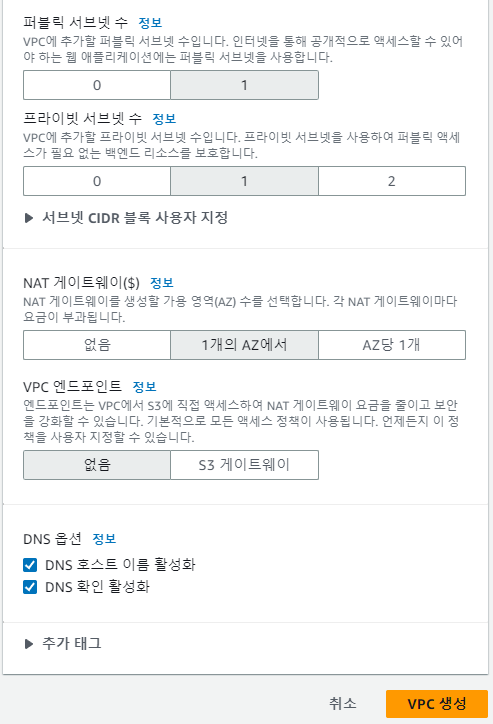 퍼블릭 서브넷 수 정보
VPC에 추가할 퍼블릭 서브넷 수입니다. 인터넷을 통해 공개적으로 액세스할 수 있어
야 하는 웹 애플리케이션에는 퍼블릭 서브넷을 사용합니다.
0 1
프라이빗 서브넷 수 정보
VPC에 추가할 프라이빗 서브넷 수입니다. 프라이빗 서브넷을 사용하여 퍼블릭 액세
스가 필요 없는 백엔드 리소스를 보호합니다.
0 1 2
서브넷 CIDR 블록 사용자 지정
NAT 게이트웨이($) 정보
NAT 게이트웨이를 생성할 가용 영역(AZ) 수를 선택합니다. 각 NAT 게이트웨이마다
요금이 부과됩니다.
없음 1개의 AZ에서 AZ당 1개
VPC 엔드포인트 정보
엔드포인트는 VPC에서 S3에 직접 액세스하여 NAT 게이트웨이 요금을 줄이고 보안
을 강화할 수 있습니다. 기본적으로 모든 액세스 정책이 사용됩니다. 언제든지 이 정
책을 사용자 지정할 수 있습니다.
없음 S3 게이트웨이
DNS 옵션 정보
DNS 호스트 이름 활성화
DNS 확인 활성화
추가 태그
취소 VPC 생성